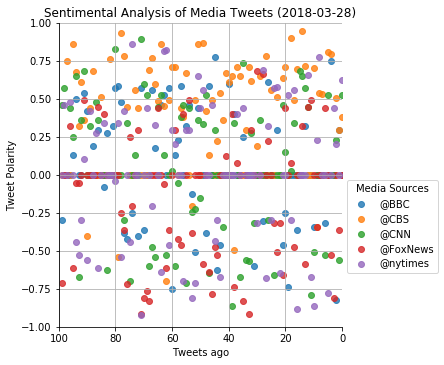 Sentimental Analysis of Media Tweets (2018-03-28)
1.00
0.75
0.50
0.25
0.00
−0.25
−0.50
−0.75
−1.00
Tweet Polarity
100
80
60
40
20
0
Tweets ago
Media Sources
@BBC
@CBS
@CNN
@FoxNews
@nytimes